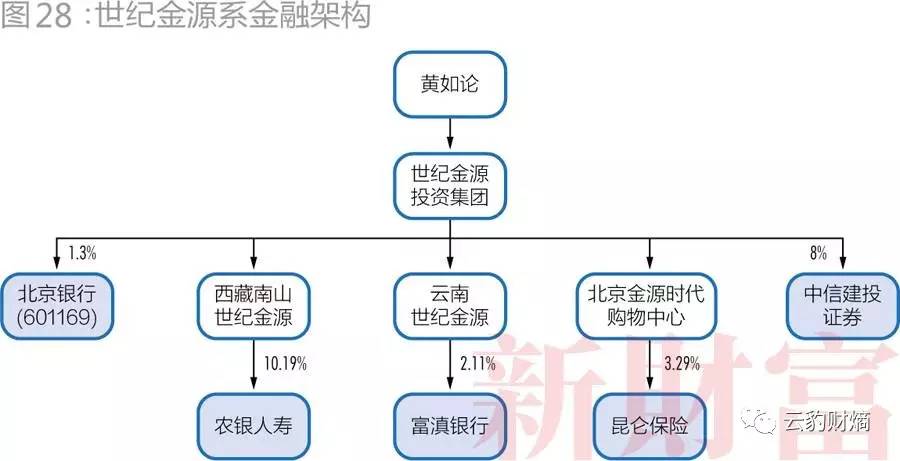 图28：世纪金源系金融架构
黄如论
世纪金源
投资集团
1.3%
8%
北京银行
(601169)
西藏南山
世纪金源
云南
世纪金源
北京金源时代
购物中心
中信建投
证券
10.19%
2.11%
3.29%
农银人寿
富滇银行
昆仑保险
新财富
云豹财熵